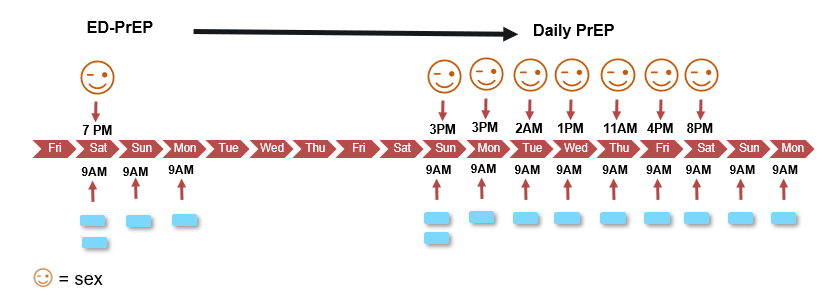 ED-PrEP Daily PrEP
7 PM 3PM 3PM 2AM 1PM 11AM 4PM 8PM
Fri Sat Sun Mon Tue Wed Thu Fri Sat Sun Mon Tue Wed Thu Fri Sat Sun Mon
9AM 9AM 9AM 9AM 9AM 9AM 9AM 9AM 9AM 9AM 9AM 9AM
= sex